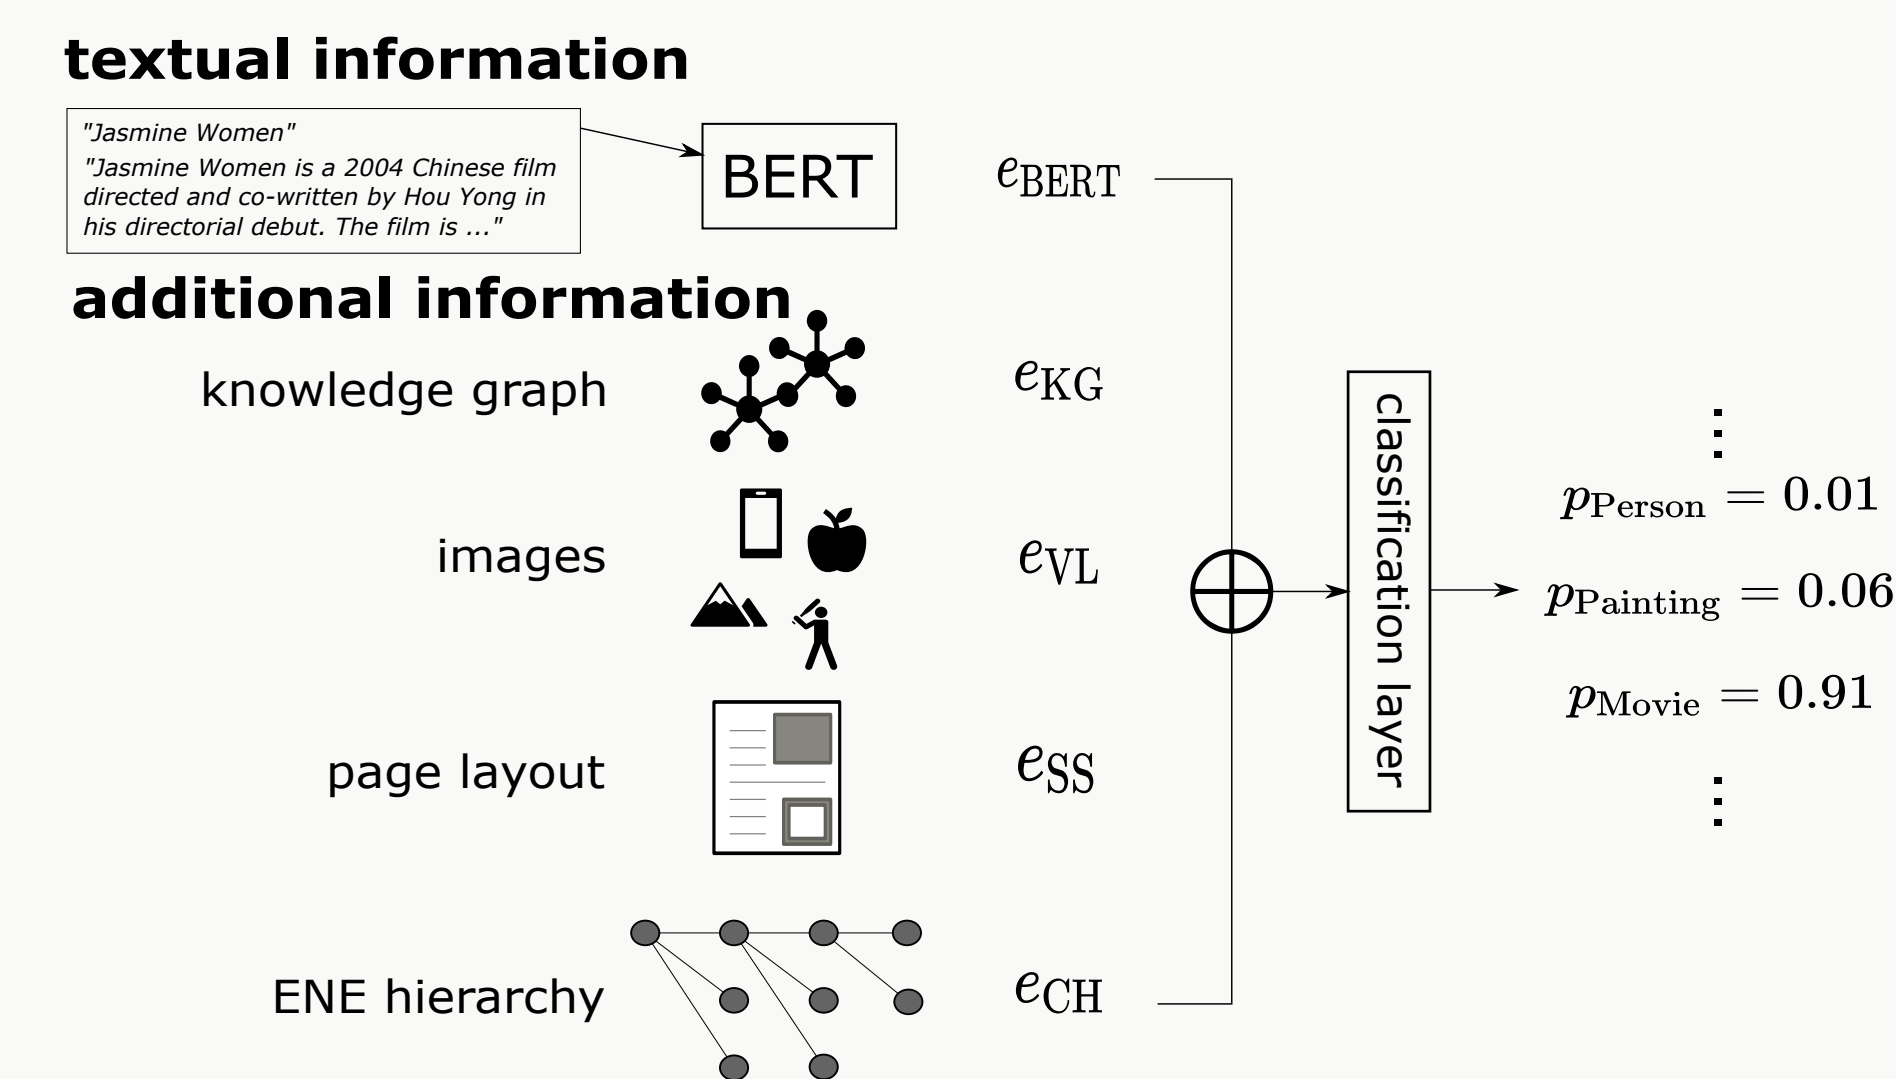 textual information
"Jasmine Women"
"Jasmine Women is a 2004 Chinese film
directed and co-written by Hou Yong in
his directorial debut. The film is ..."
BERT
e_BERT
additional information
knowledge graph
e_KG
images
e_VL
page layout
e_SS
ENE hierarchy
e_CH
classification layer
p_Person = 0.01
p_Painting = 0.06
p_Movie = 0.91